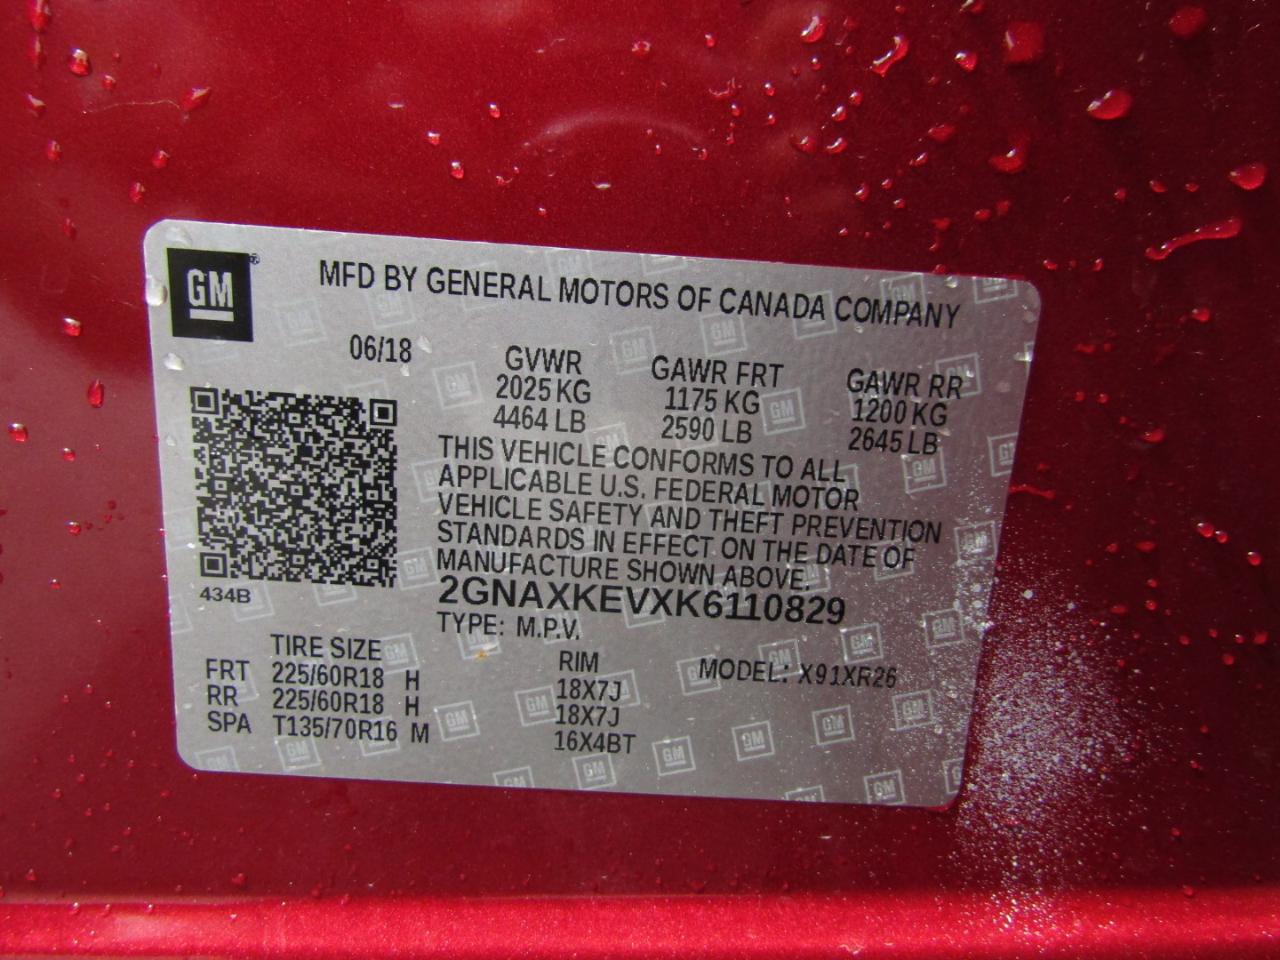 GM
MFD BY GENERAL MOTORS OF CANADA COMPANY
06/18
GVWR GAWR FRT GAWR RR
2025 KG 1175 KG 1200 KG
4464 LB 2590 LB 2645 LB
THIS VEHICLE CONFORMS TO ALL
APPLICABLE U.S. FEDERAL MOTOR
VEHICLE SAFETY AND THEFT PREVENTION
STANDARDS IN EFFECT ON THE DATE OF
MANUFACTURE SHOWN ABOVE.
434B
2GNAXKEVXK6110829
TYPE: M.P.V.
TIRE SIZE RIM MODEL: X91XR26
FRT 225/60R18 H 18X7J
RR 225/60R18 H 18X7J
SPA T135/70R16 M 16X4BT